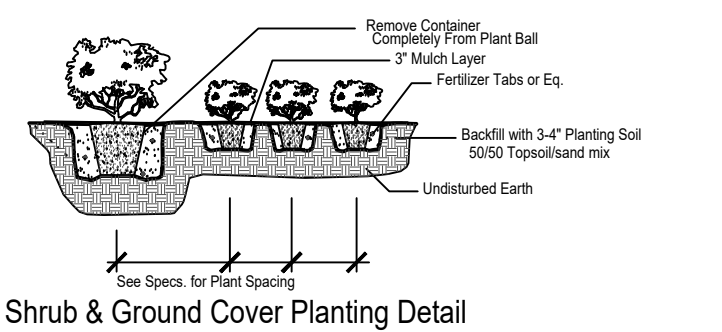 Remove Container
Completely From Plant Ball
3" Mulch Layer
Fertilizer Tabs or Eq.
Backfill with 3-4" Planting Soil
50/50 Topsoil/sand mix
Undisturbed Earth
See Specs. for Plant Spacing
Shrub & Ground Cover Planting Detail